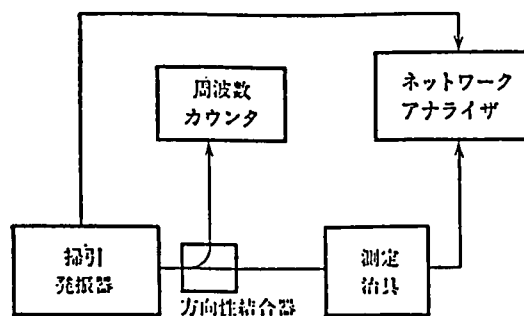 周波数
カウンタ
ネットワーク
アナライザ
掃引
発振器
方向性結合器
測定
治具